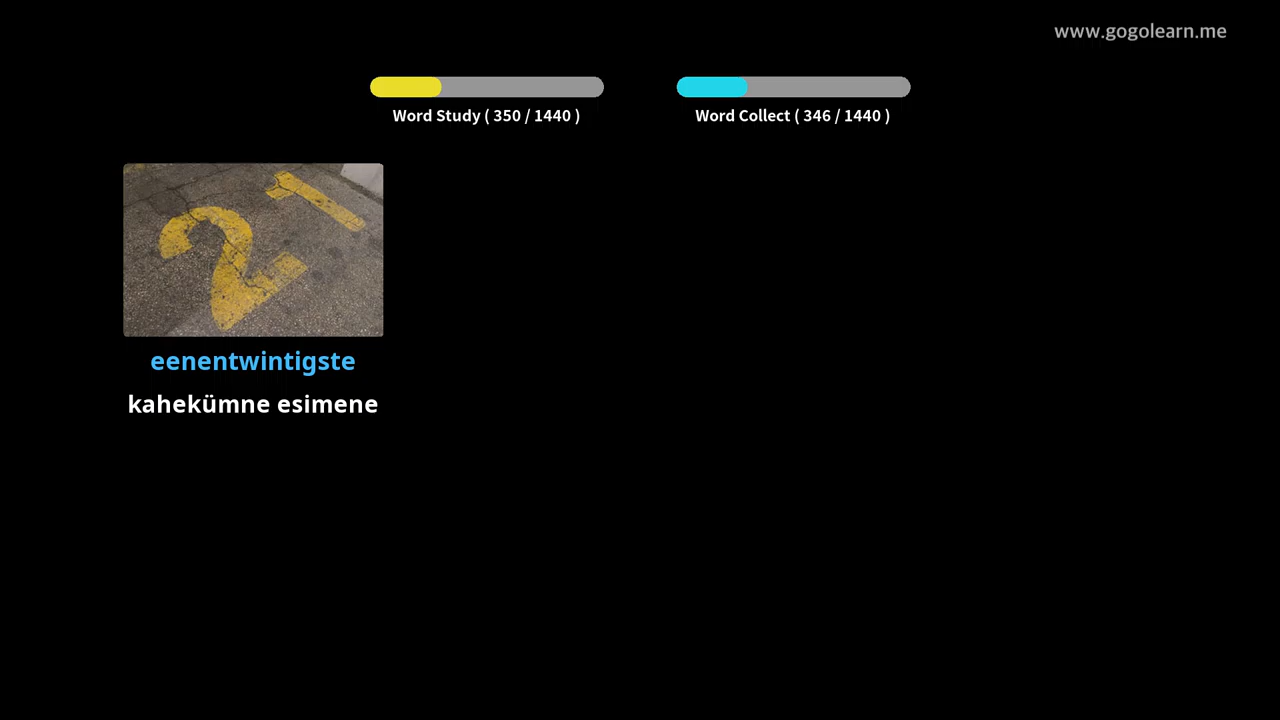 www.gogolearn.me
Word Study ( 350 / 1440 )
Word Collect ( 346 / 1440 )
21
eenentwintigste
kahekümne esimene